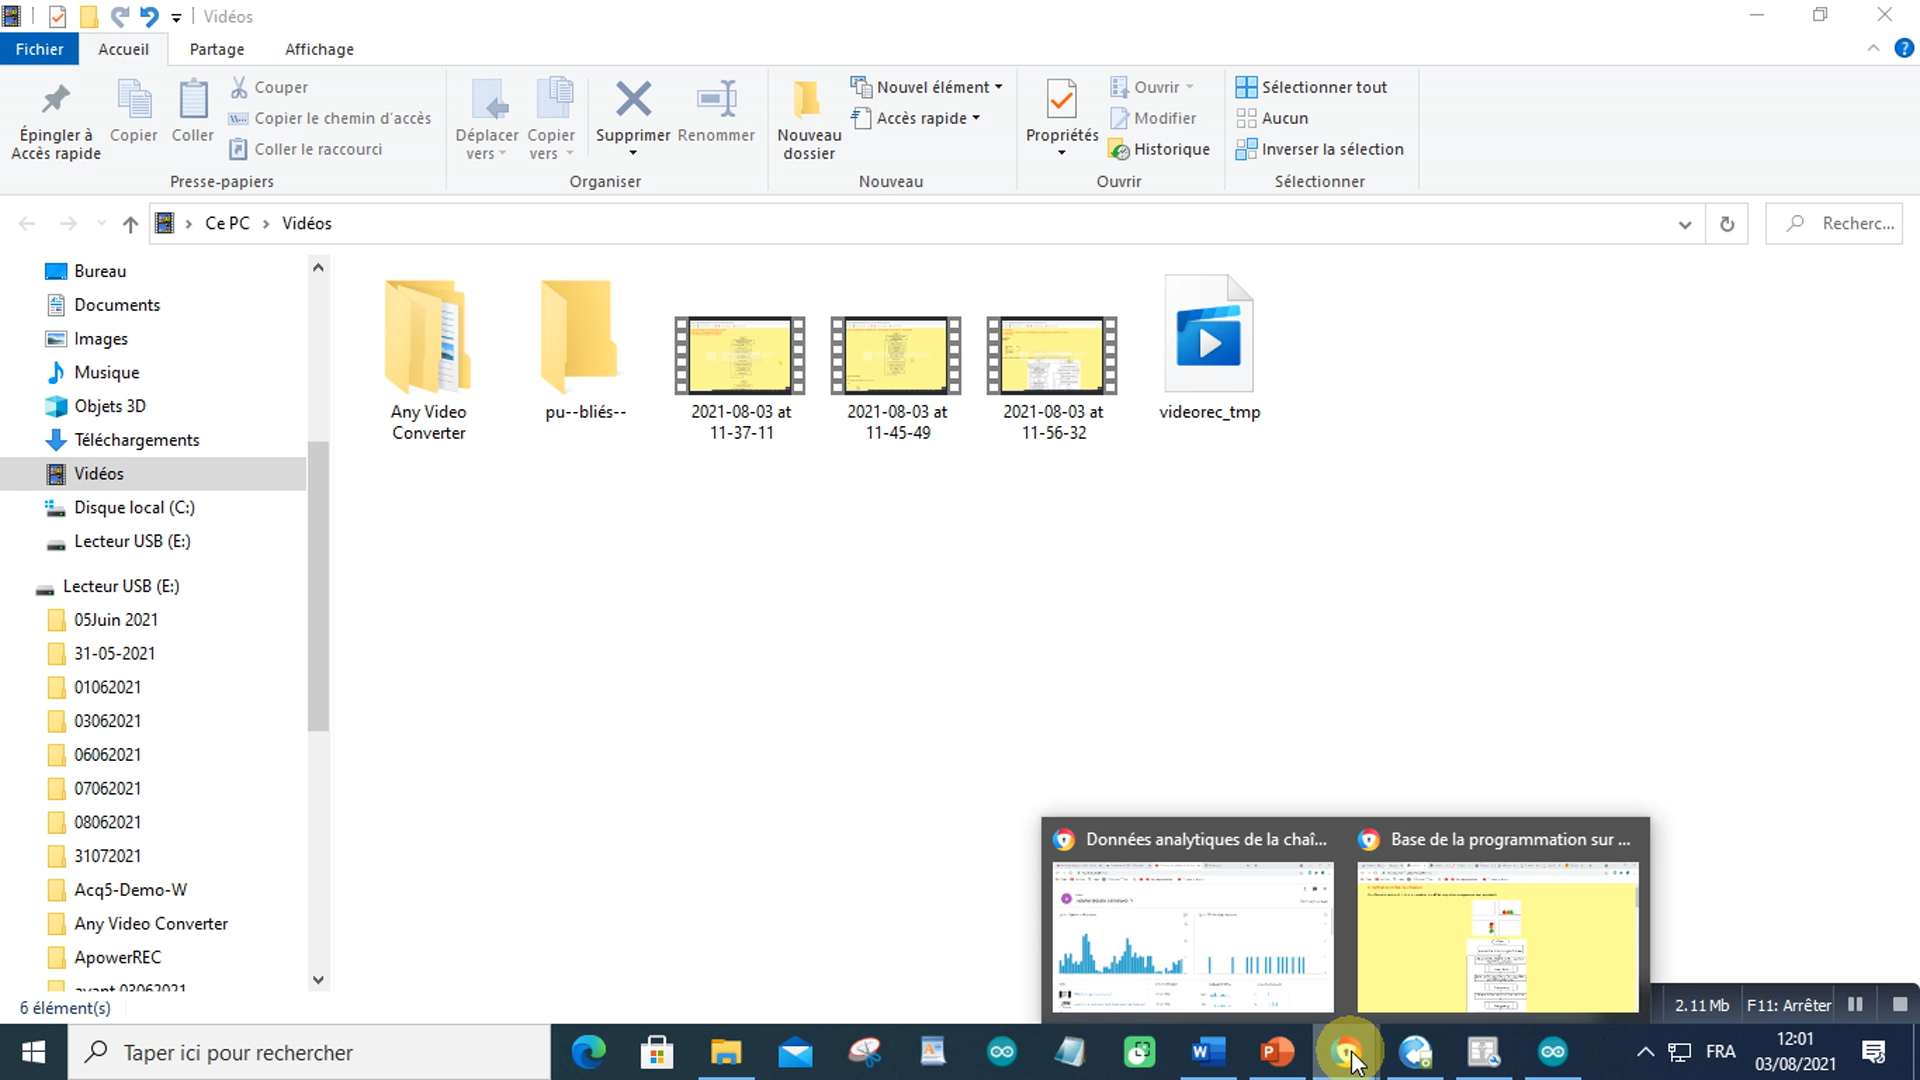 Vidéos
Fichier
Accueil
Partage
Affichage
Épingler à
Accès rapide
Copier
Coller
Couper
Copier le chemin d'accès
Coller le raccourci
Presse-papiers
Déplacer
vers
Copier
vers
Supprimer
Renommer
Organiser
Nouveau
dossier
Nouvel élément
Accès rapide
Nouveau
Propriétés
Ouvrir
Modifier
Historique
Ouvrir
Sélectionner tout
Aucun
Inverser la sélection
Sélectionner
Ce PC
Vidéos
Recherc...
Bureau
Documents
Images
Musique
Objets 3D
Téléchargements
Vidéos
Disque local (C:)
Lecteur USB (E:)
Lecteur USB (E:)
05Juin 2021
31-05-2021
01062021
03062021
06062021
07062021
08062021
31072021
Acq5-Demo-W
Any Video Converter
ApowerREC
avant 03062021
Any Video
Converter
pu--bliés--
2021-08-03 at
11-37-11
2021-08-03 at
11-45-49
2021-08-03 at
11-56-32
videorec_tmp
6 élément(s)
Données analytiques de la chaî...
Base de la programmation sur ...
2.11 Mb
F11: Arrêter
Taper ici pour rechercher
FRA
12:01
03/08/2021